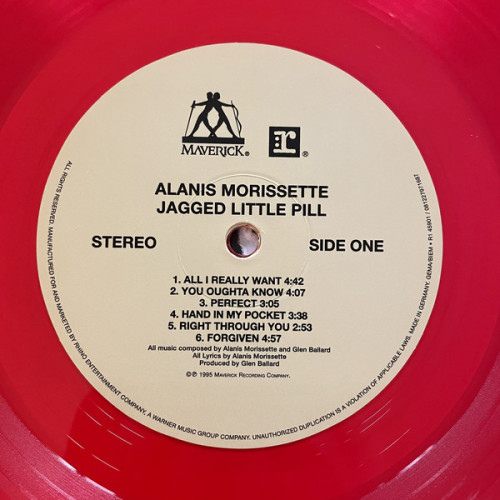 MAVERICK®
r®
ALANIS MORISSETTE
JAGGED LITTLE PILL
STEREO
SIDE ONE
1. ALL I REALLY WANT 4:42
2. YOU OUGHTA KNOW 4:07
3. PERFECT 3:05
4. HAND IN MY POCKET 3:38
5. RIGHT THROUGH YOU 2:53
6. FORGIVEN 4:57
All music composed by Alanis Morissette and Glen Ballard
All Lyrics by Alanis Morissette
Produced by Glen Ballard
©℗ 1995 MAVERICK RECORDING COMPANY.
ALL RIGHTS RESERVED. MANUFACTURED FOR AND MARKETED BY RHINO ENTERTAINMENT COMPANY, A WARNER MUSIC GROUP COMPANY. UNAUTHORIZED DUPLICATION IS A VIOLATION OF APPLICABLE LAWS. MADE IN GERMANY. GEMA/BIEM • R1 45901 /